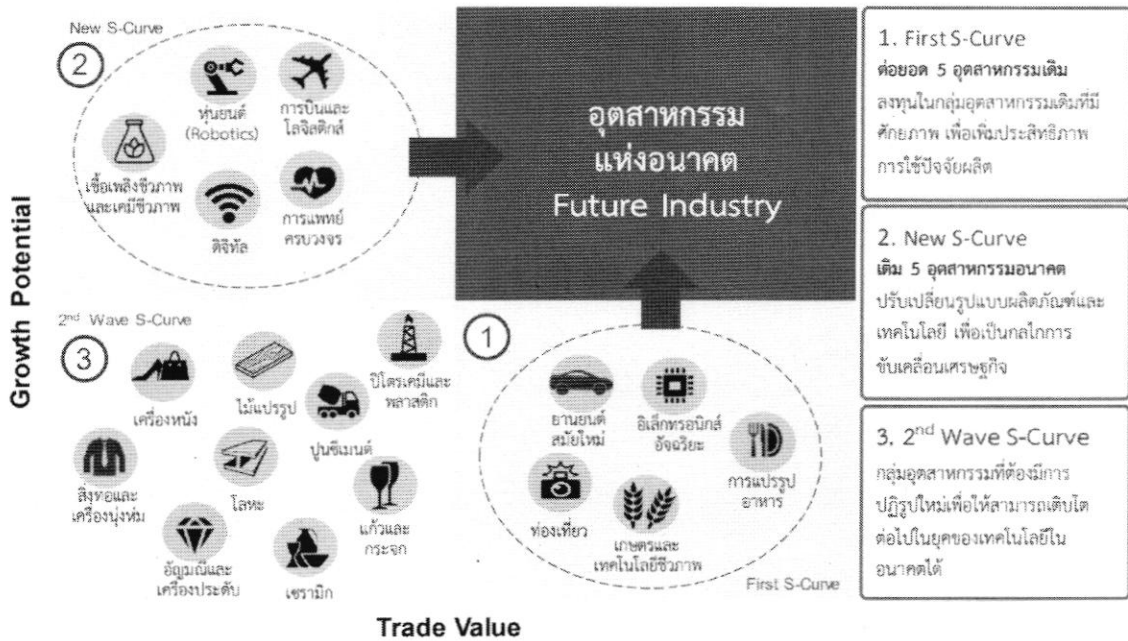 New S-Curve
2
หุ่นยนต์
(Robotics)
การบินและ
โลจิสติกส์
เชื้อเพลิงชีวภาพ
และเคมีชีวภาพ
ดิจิทัล
การแพทย์
ครบวงจร
อุตสาหกรรม
แห่งอนาคต
Future Industry
Growth Potential
2nd Wave S-Curve
3
เครื่องหนัง
ไม้แปรรูป
ปิโตรเคมีและ
พลาสติก
ปูนซีเมนต์
สิ่งทอและ
เครื่องนุ่งห่ม
โลหะ
แก้วและ
กระจก
อัญมณีและ
เครื่องประดับ
เซรามิก
1
ยานยนต์
สมัยใหม่
อิเล็กทรอนิกส์
อัจฉริยะ
การแปรรูป
อาหาร
ท่องเที่ยว
เกษตรและ
เทคโนโลยีชีวภาพ
First S-Curve
Trade Value
1. First S-Curve
ต่อยอด 5 อุตสาหกรรมเดิม
ลงทุนในกลุ่มอุตสาหกรรมเดิมที่มี
ศักยภาพ เพื่อเพิ่มประสิทธิภาพ
การใช้ปัจจัยผลิต
2. New S-Curve
เติม 5 อุตสาหกรรมอนาคต
ปรับเปลี่ยนรูปแบบผลิตภัณฑ์และ
เทคโนโลยี เพื่อเป็นกลไกการ
ขับเคลื่อนเศรษฐกิจ
3. 2nd Wave S-Curve
กลุ่มอุตสาหกรรมที่ต้องมีการ
ปฏิรูปใหม่เพื่อให้สามารถเติบโต
ต่อไปในยุคของเทคโนโลยีใน
อนาคตได้